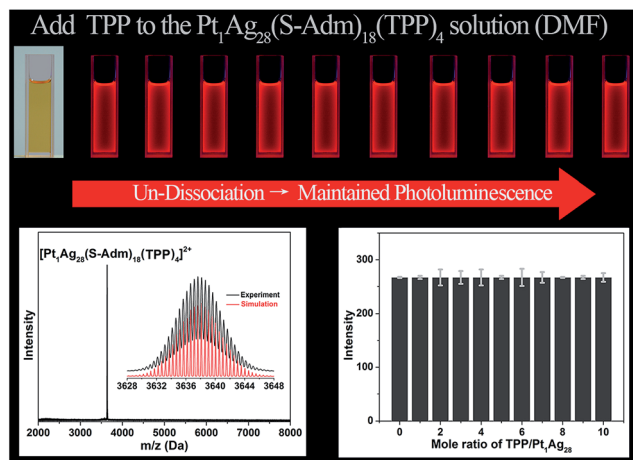 Add TPP to the Pt₁Ag₂₈(S-Adm)₁₈(TPP)₄ solution (DMF)
Un-Dissociation → Maintained Photoluminescence
[Pt₁Ag₂₈(S-Adm)₁₈(TPP)₄]²⁺
Experiment
Simulation
3628 3632 3636 3640 3644 3648
Intensity
2000 3000 4000 5000 6000 7000 8000
m/z (Da)
300
200
100
0
Intensity
0 2 4 6 8 10
Mole ratio of TPP/Pt₁Ag₂₈